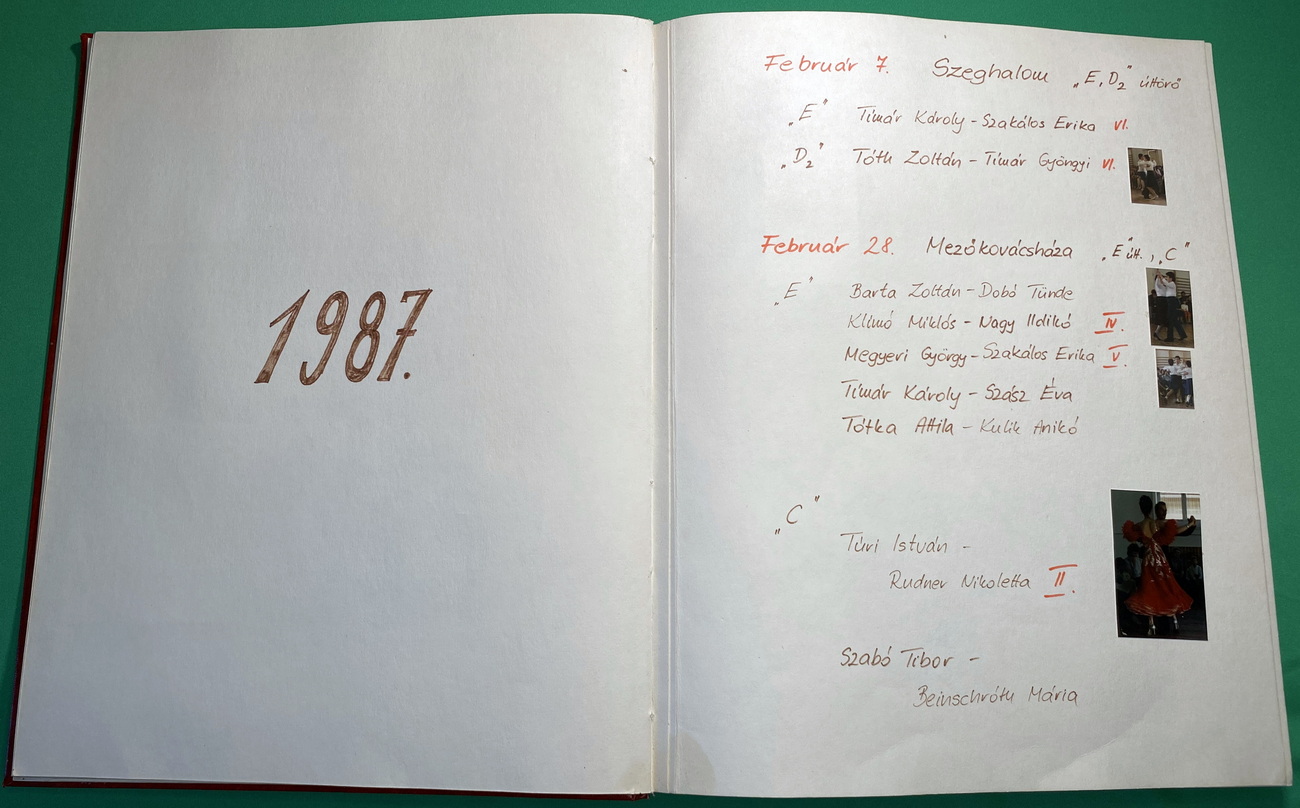 1987.
Február 7. Szeghalom „E, D2" úttörő
„E" Tímár Károly - Szakálos Erika VI.
„D2" Tóth Zoltán - Tímár Gyöngyi VI.
Február 28. Mezőkovácsháza „E" útt., „C"
„E" Barta Zoltán - Dobó Tünde
Klimó Miklós - Nagy Ildikó IV.
Megyeri György - Szakálos Erika V.
Tímár Károly - Szász Éva
Tótka Attila - Kulik Anikó
„C"
Túri István -
Rudner Nikoletta II.
Szabó Tibor -
Beinschróth Mária